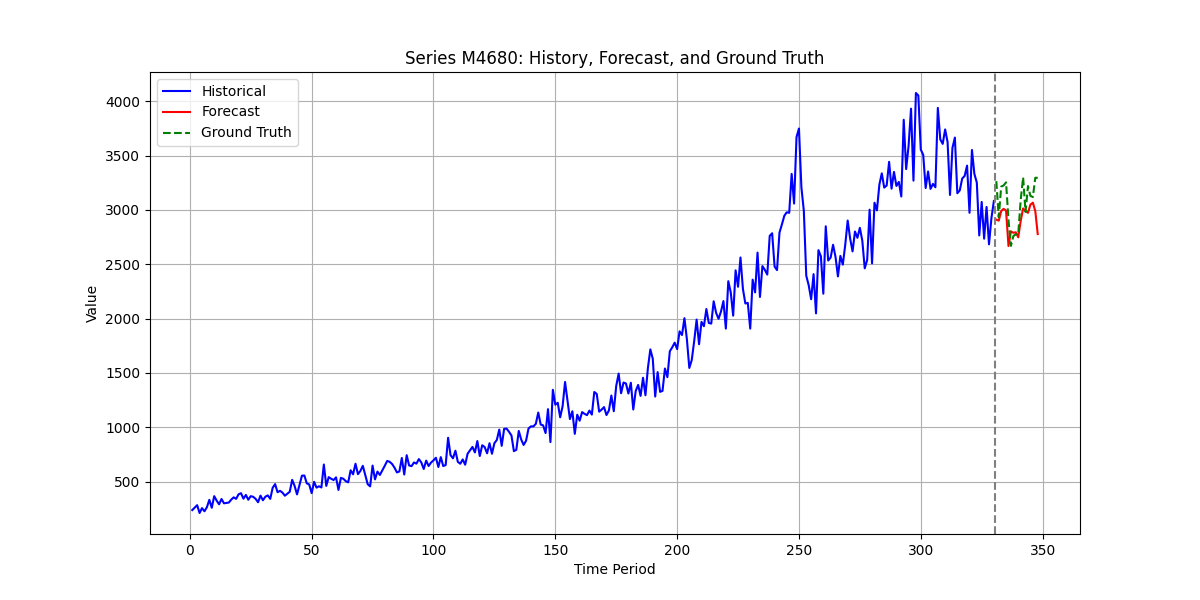 Series M4680: History, Forecast, and Ground Truth
Historical
Forecast
Ground Truth
4000
3500
3000
2500
2000
1500
1000
500
Value
0 50 100 150 200 250 300 350
Time Period